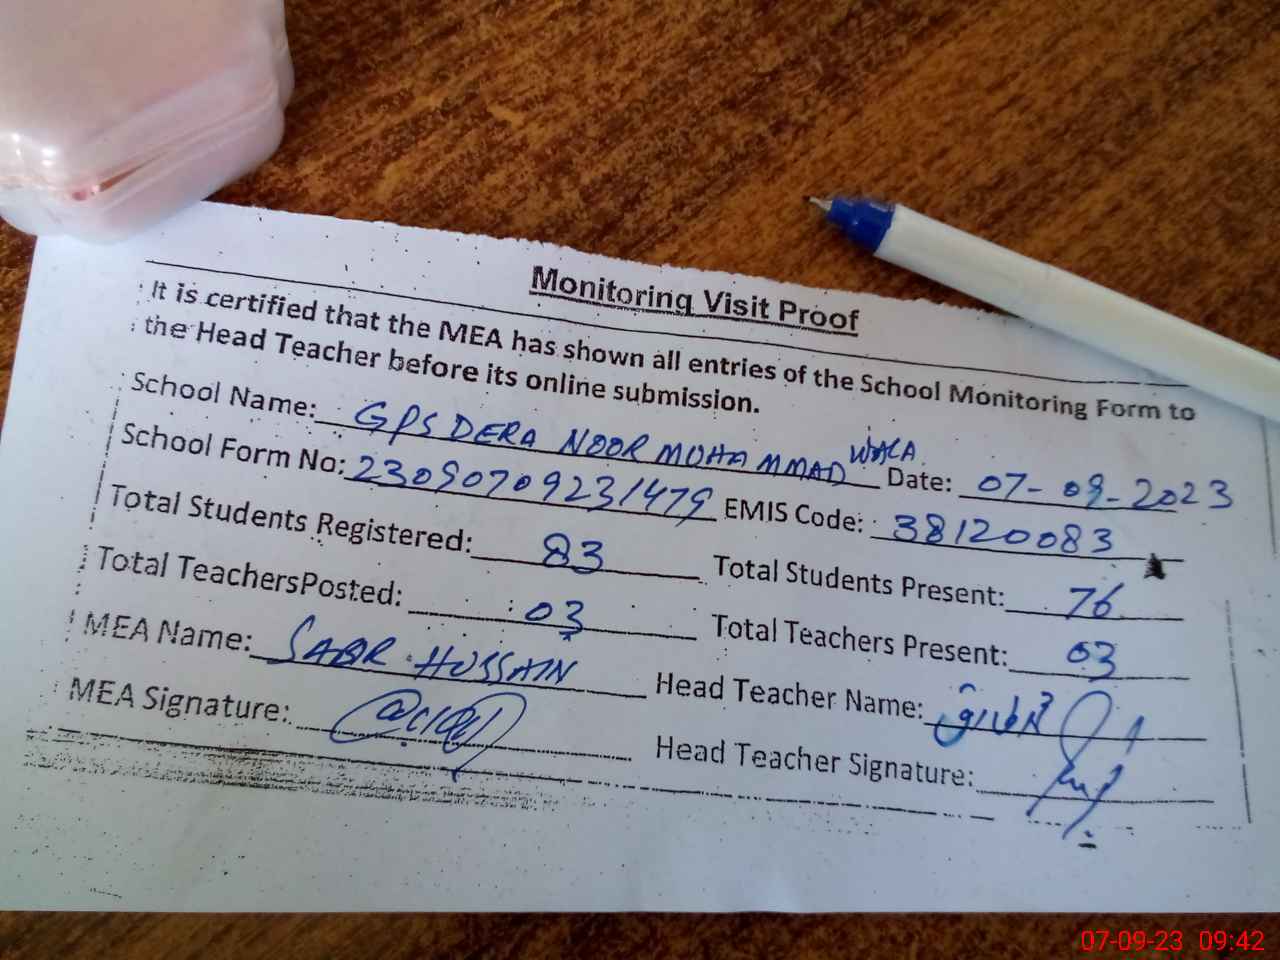 Monitoring Visit Proof
It is certified that the MEA has shown all entries of the School Monitoring Form to
the Head Teacher before its online submission.
School Name: GPS DERA NOOR MUHAMMAD WALA Date: 07-09-2023
School Form No: 23090709231479 EMIS Code: 38120083
Total Students Registered: 83 Total Students Present: 76
Total TeachersPosted: 03 Total Teachers Present: 03
MEA Name: SABR HUSSAIN Head Teacher Name:
MEA Signature: Head Teacher Signature:
07-09-23 09:42